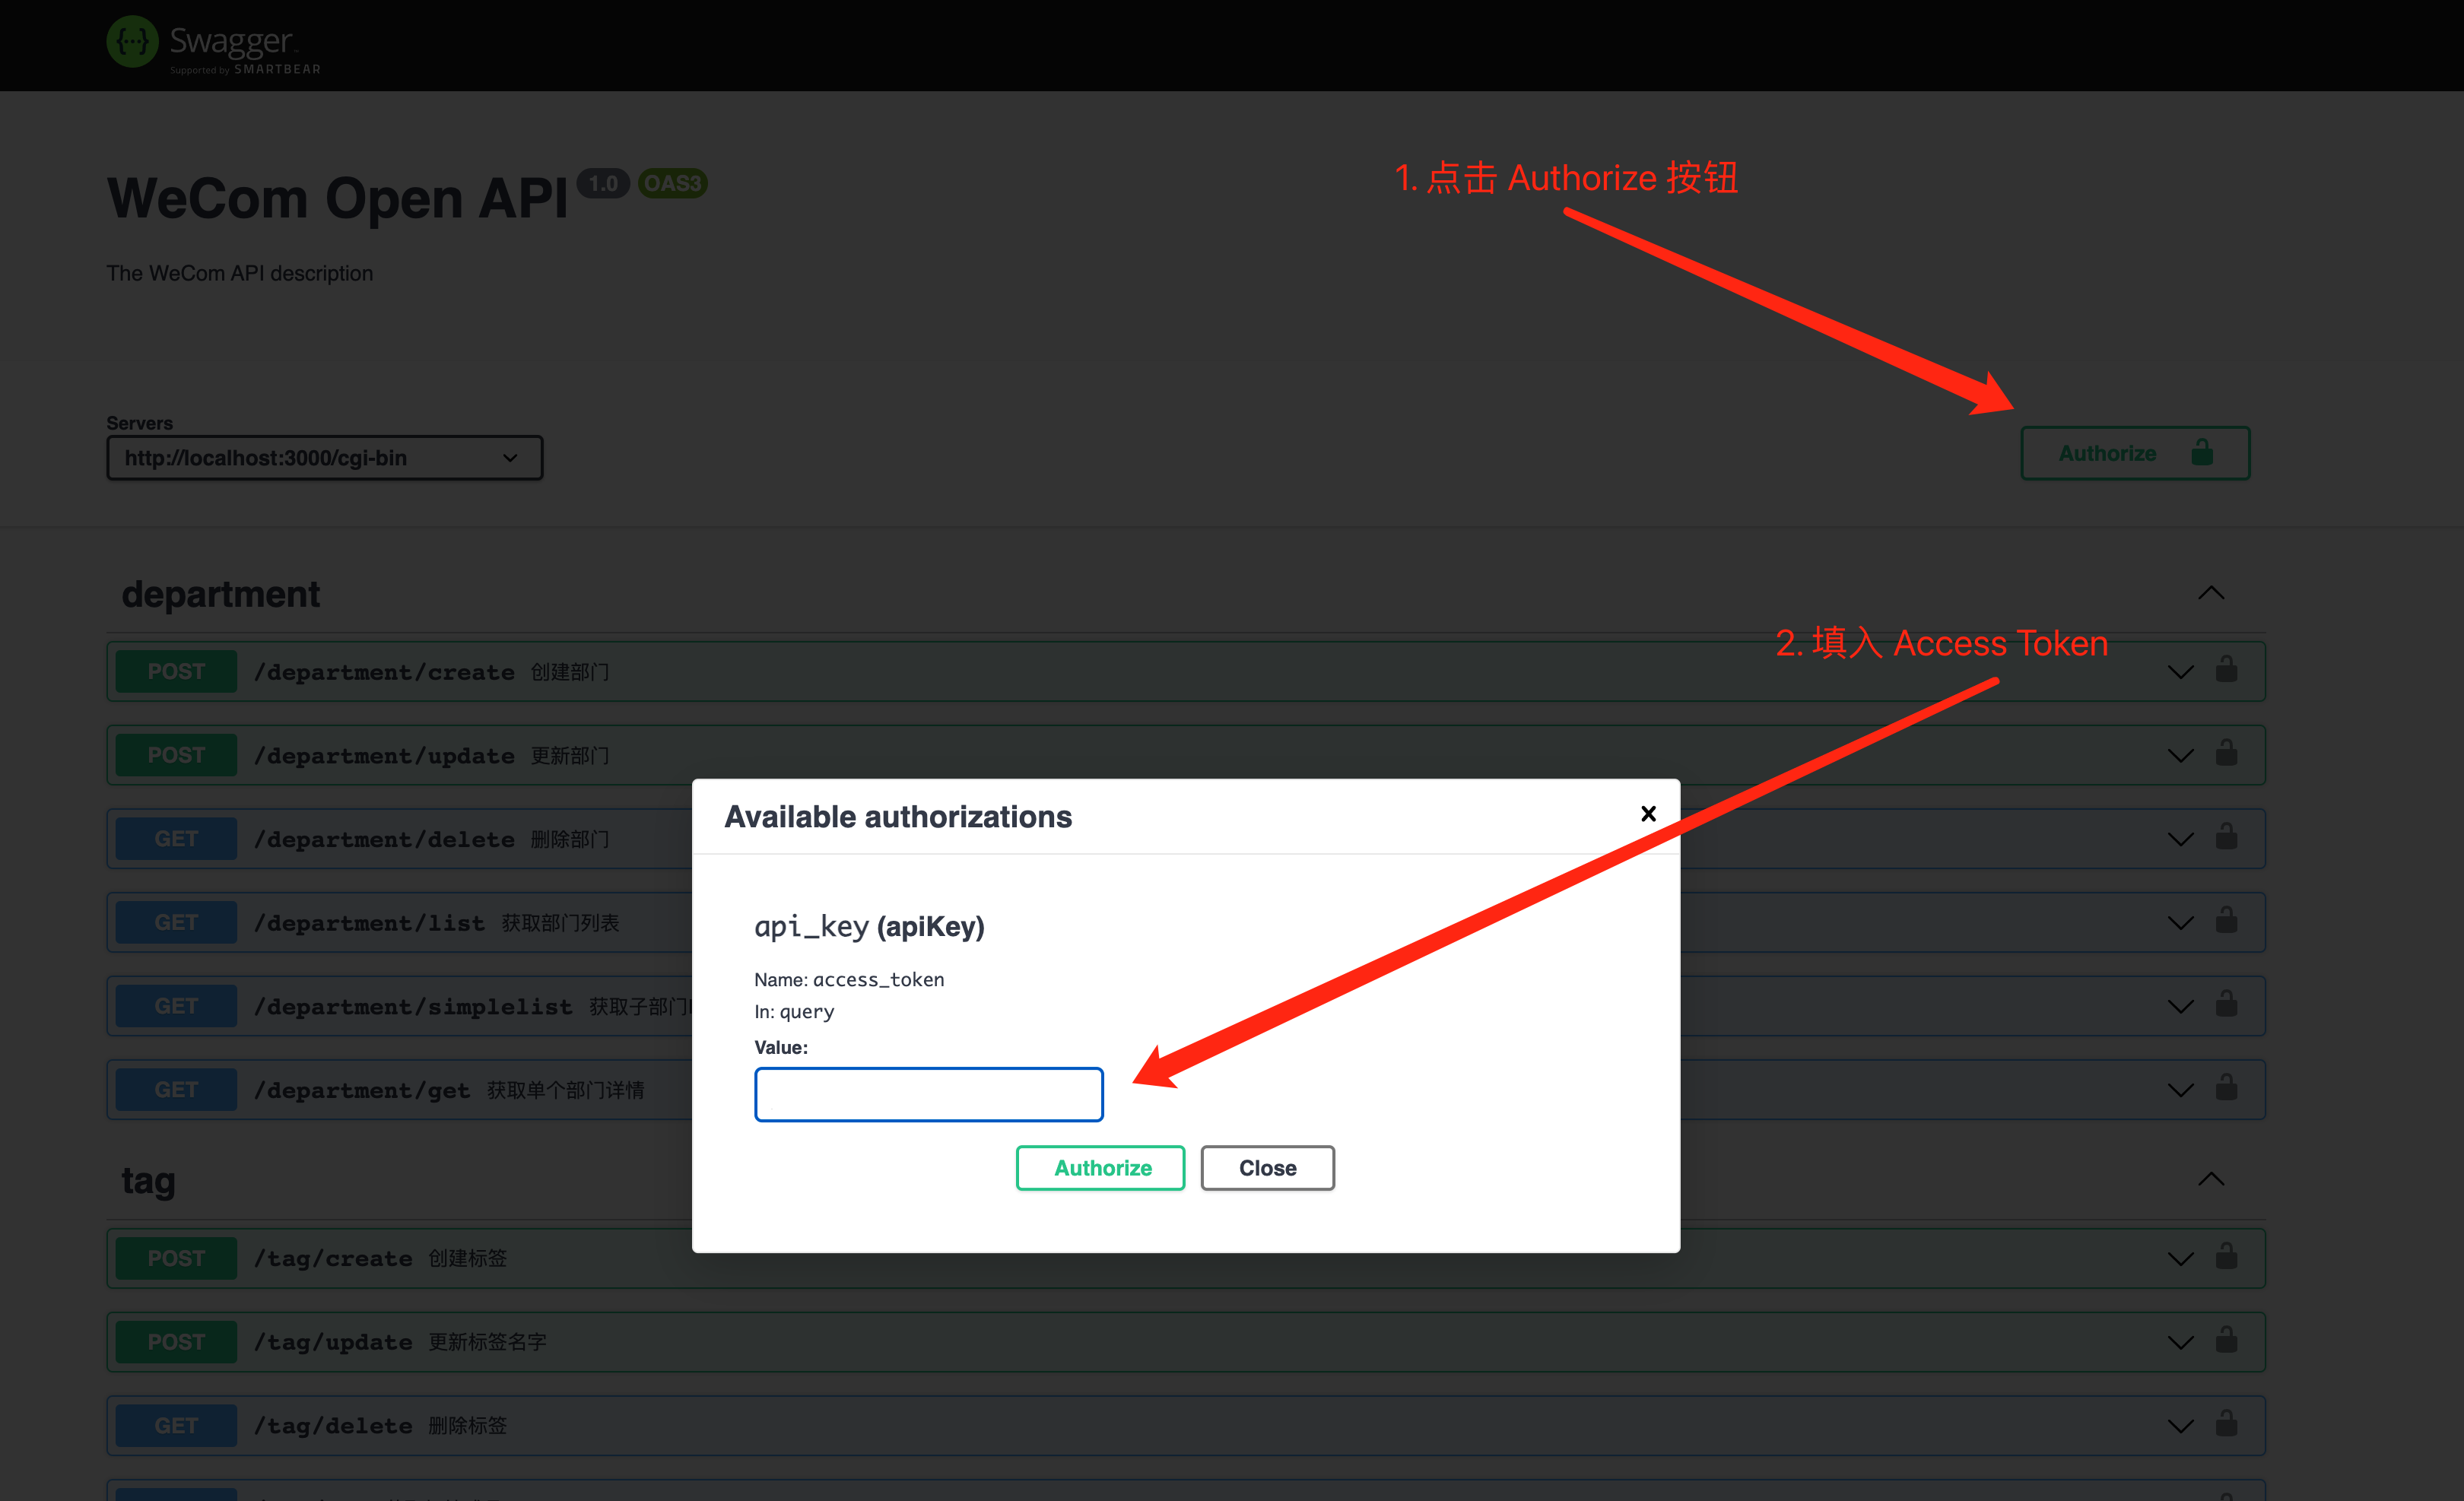 Swagger
Supported by SMARTBEAR
WeCom Open API 1.0 OAS3
The WeCom API description
1. 点击 Authorize 按钮
Servers
http://localhost:3000/cgi-bin
Authorize
department
2. 填入 Access Token
POST /department/create 创建部门
POST /department/update 更新部门
GET /department/delete 删除部门
GET /department/list 获取部门列表
GET /department/simplelist 获取子部门
GET /department/get 获取单个部门详情
Available authorizations
api_key (apiKey)
Name: access_token
In: query
Value:
Authorize
Close
tag
POST /tag/create 创建标签
POST /tag/update 更新标签名字
GET /tag/delete 删除标签